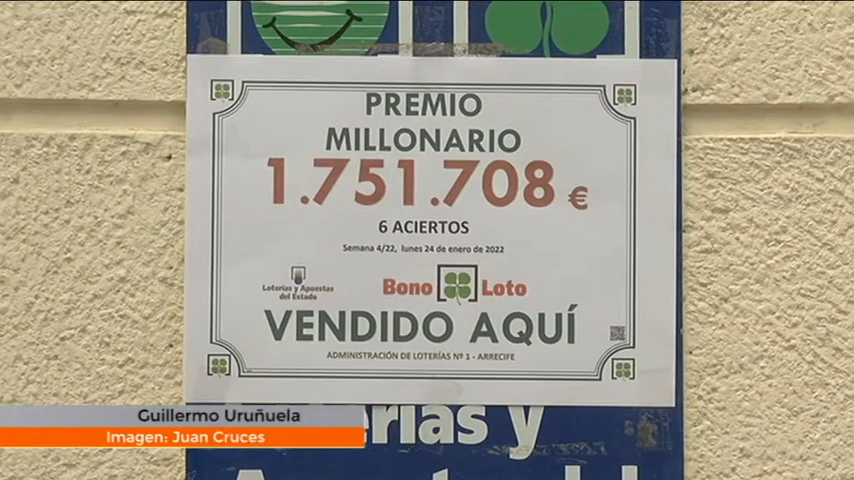 PREMIO
MILLONARIO
1.751.708 €
6 ACIERTOS
Semana 4/22, lunes 24 de enero de 2022
Loterías y Apuestas
del Estado
Bono Loto
VENDIDO AQUÍ
ADMINISTRACIÓN DE LOTERÍAS Nº 1 - ARRECIFE
Guillermo Uruñuela
Imagen: Juan Cruces
erías y